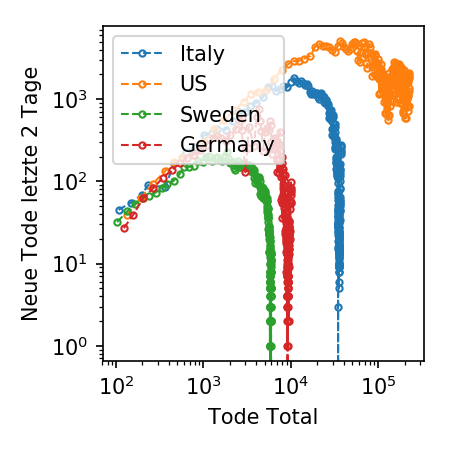 Italy
US
Sweden
Germany
Neue Tode letzte 2 Tage
10³
10²
10¹
10⁰
10² 10³ 10⁴ 10⁵
Tode Total